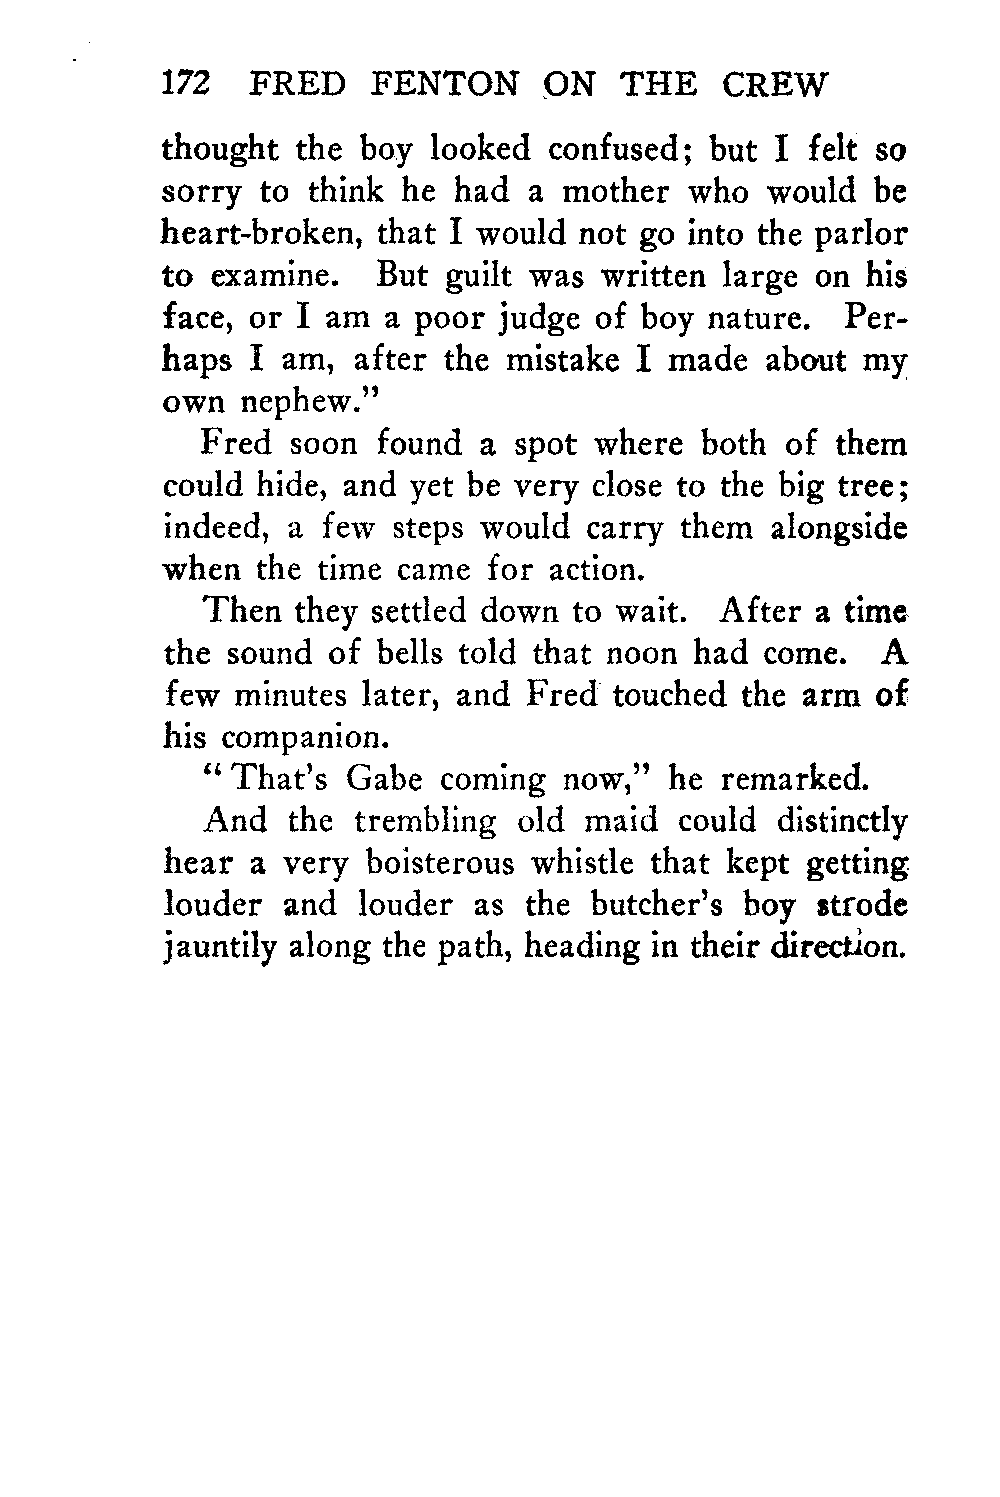 172 FRED FENTON ON THE CREW
thought the boy looked confused; but I felt so
sorry to think he had a mother who would be
heart-broken, that I would not go into the parlor
to examine. But guilt was written large on his
face, or I am a poor judge of boy nature. Per-
haps I am, after the mistake I made about my
own nephew."
Fred soon found a spot where both of them
could hide, and yet be very close to the big tree;
indeed, a few steps would carry them alongside
when the time came for action.
Then they settled down to wait. After a time
the sound of bells told that noon had come. A
few minutes later, and Fred touched the arm of
his companion.
"That's Gabe coming now," he remarked.
And the trembling old maid could distinctly
hear a very boisterous whistle that kept getting
louder and louder as the butcher's boy strode
jauntily along the path, heading in their direction.